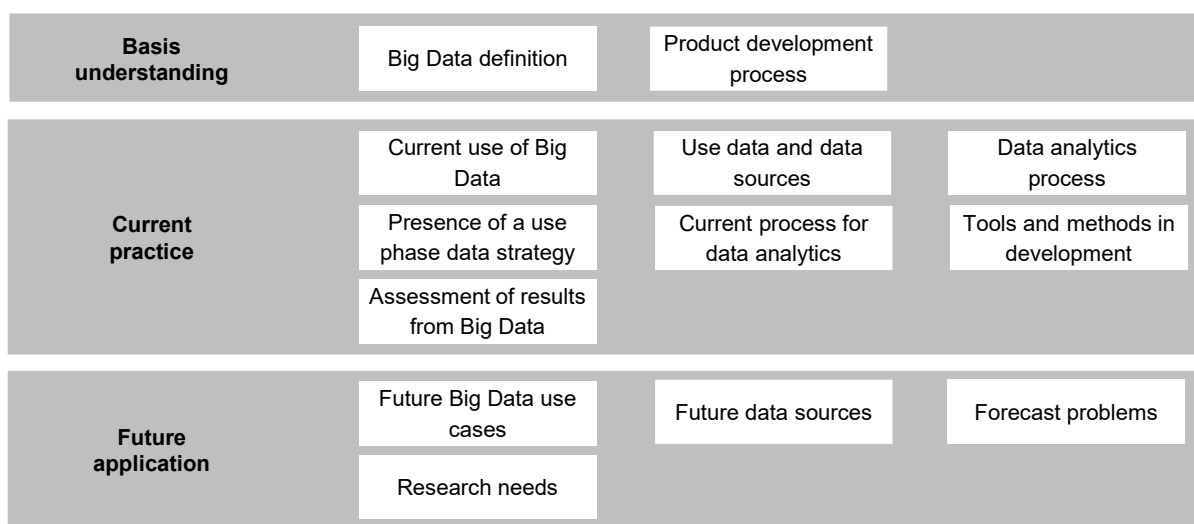 Basis
understanding
Big Data definition
Product development
process
Current
practice
Current use of Big
Data
Use data and data
sources
Data analytics
process
Presence of a use
phase data strategy
Current process for
data analytics
Tools and methods in
development
Assessment of results
from Big Data
Future
application
Future Big Data use
cases
Future data sources
Forecast problems
Research needs